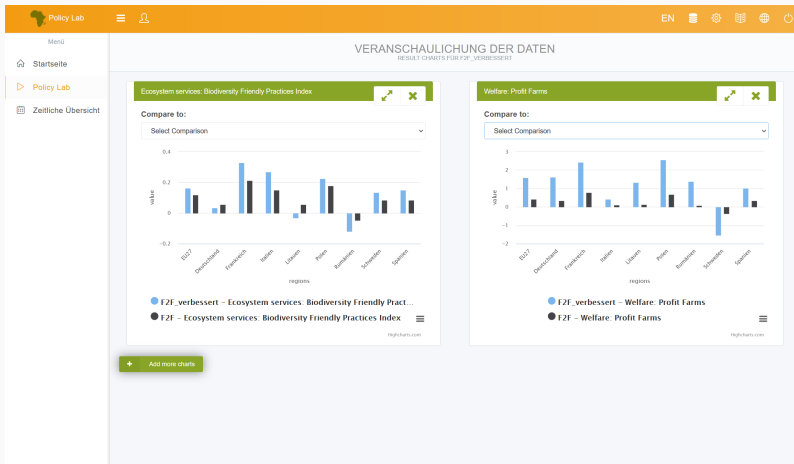 Policy Lab
EN
Menü
Startseite
Policy Lab
Zeitliche Übersicht
VERANSCHAULICHUNG DER DATEN
RESULT CHARTS FÜR F2F_VERBESSERT
Ecosystem services: Biodiversity Friendly Practices Index
Compare to:
Select Comparison
0.4
0.2
0
-0.2
value
EU27
Deutschland
Frankreich
Italien
Litauen
Polen
Rumänien
Schweden
Spanien
regions
F2F_verbessert – Ecosystem services: Biodiversity Friendly Pract...
F2F – Ecosystem services: Biodiversity Friendly Practices Index
Highcharts.com
Welfare: Profit Farms
Compare to:
Select Comparison
3
2
1
0
-1
-2
value
EU27
Deutschland
Frankreich
Italien
Litauen
Polen
Rumänien
Schweden
Spanien
regions
F2F_verbessert – Welfare: Profit Farms
F2F – Welfare: Profit Farms
Highcharts.com
+ Add more charts